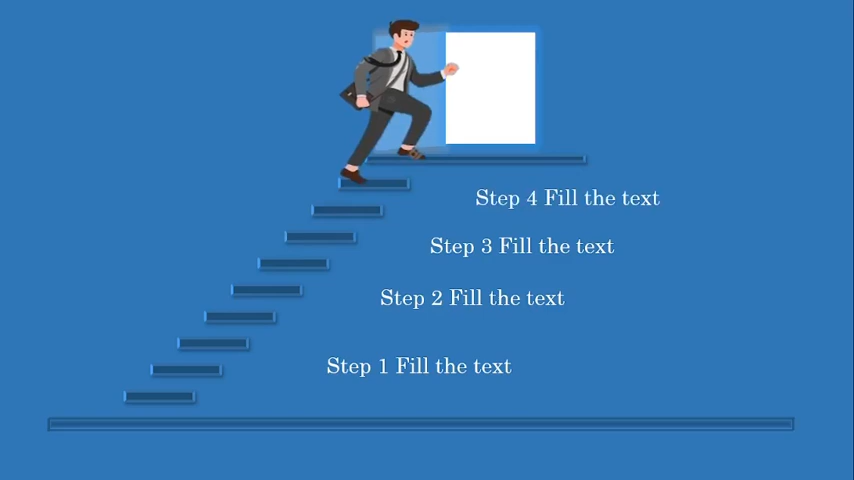 Step 4 Fill the text
Step 3 Fill the text
Step 2 Fill the text
Step 1 Fill the text